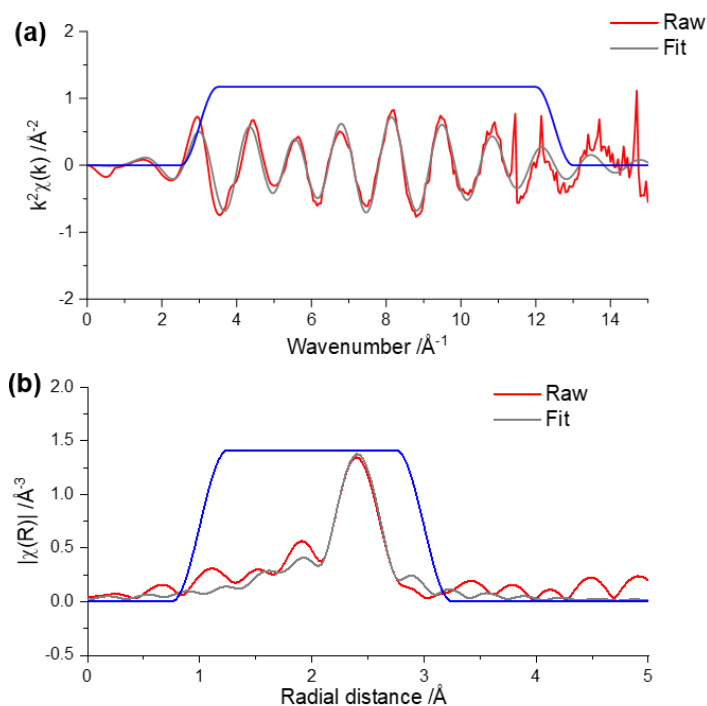 (a)
Raw
Fit
k²χ(k) /Å⁻²
2
1
0
-1
-2
0 2 4 6 8 10 12 14
Wavenumber /Å⁻¹
(b)
Raw
Fit
|χ(R)| /Å⁻³
2.0
1.5
1.0
0.5
0.0
-0.5
0 1 2 3 4 5
Radial distance /Å